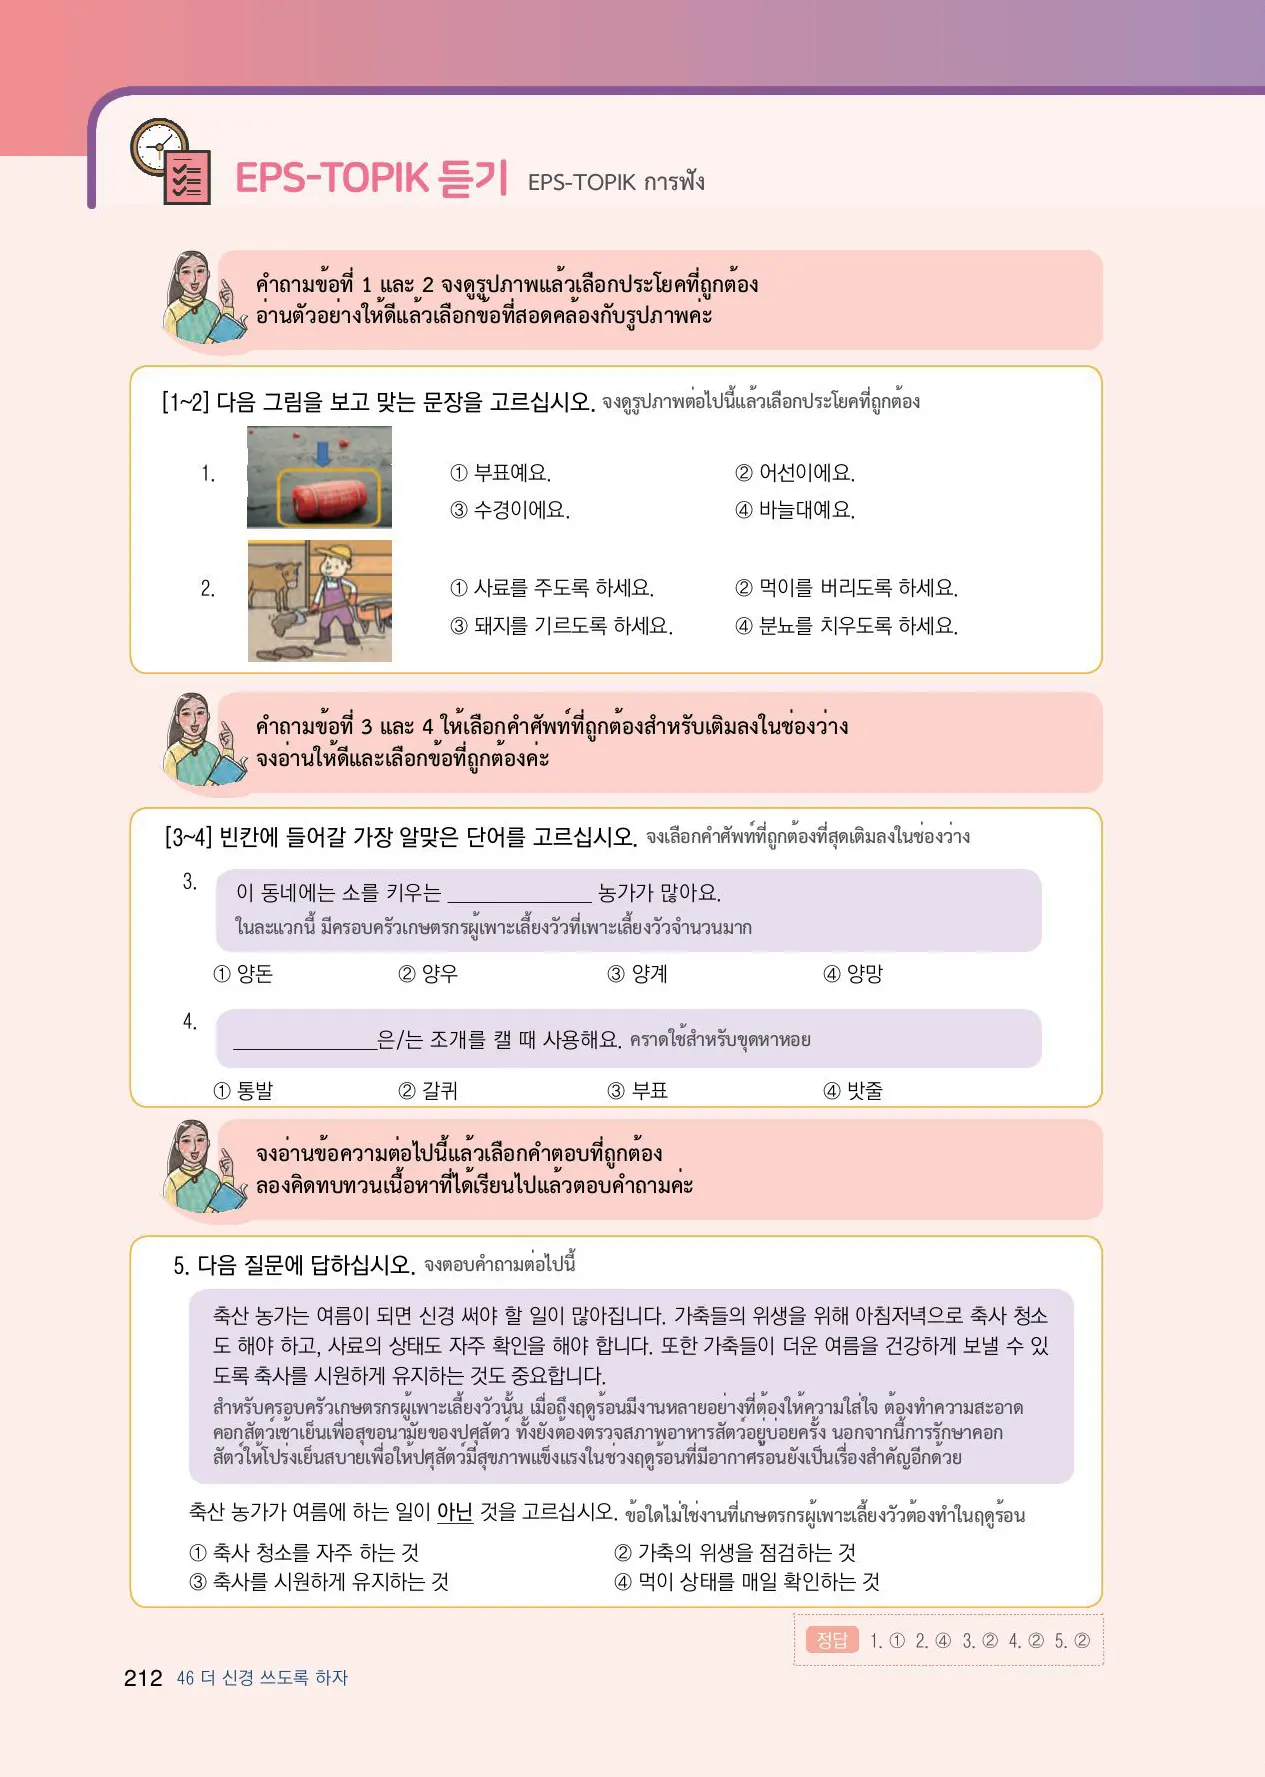 EPS-TOPIK 듣기 EPS-TOPIK การฟัง
คำถามข้อที่ 1 และ 2 จงดูรูปภาพแล้วเลือกประโยคที่ถูกต้อง
อ่านตัวอย่างให้ดีแล้วเลือกข้อที่สอดคล้องกับรูปภาพค่ะ
[1~2] 다음 그림을 보고 맞는 문장을 고르십시오. จงดูรูปภาพต่อไปนี้แล้วเลือกประโยคที่ถูกต้อง
1.
① 부표예요. ② 어선이에요.
③ 수경이에요. ④ 바늘대예요.
2.
① 사료를 주도록 하세요. ② 먹이를 버리도록 하세요.
③ 돼지를 기르도록 하세요. ④ 분뇨를 치우도록 하세요.
คำถามข้อที่ 3 และ 4 ให้เลือกคำศัพท์ที่ถูกต้องสำหรับเติมลงในช่องว่าง
จงอ่านให้ดีและเลือกข้อที่ถูกต้องค่ะ
[3~4] 빈칸에 들어갈 가장 알맞은 단어를 고르십시오. จงเลือกคำศัพท์ที่ถูกต้องที่สุดเติมลงในช่องว่าง
3. 이 동네에는 소를 키우는 ____________ 농가가 많아요.
ในละแวกนี้ มีครอบครัวเกษตรกรผู้เพาะเลี้ยงวัวที่เพาะเลี้ยงวัวจำนวนมาก
① 양돈 ② 양우 ③ 양계 ④ 양망
4. ____________은/는 조개를 캘 때 사용해요. คราดใช้สำหรับขุดหาหอย
① 통발 ② 갈퀴 ③ 부표 ④ 밧줄
จงอ่านข้อความต่อไปนี้แล้วเลือกคำตอบที่ถูกต้อง
ลองคิดทบทวนเนื้อหาที่ได้เรียนไปแล้วตอบคำถามค่ะ
5. 다음 질문에 답하십시오. จงตอบคำถามต่อไปนี้
축산 농가는 여름이 되면 신경 써야 할 일이 많아집니다. 가축들의 위생을 위해 아침저녁으로 축사 청소
도 해야 하고, 사료의 상태도 자주 확인을 해야 합니다. 또한 가축들이 더운 여름을 건강하게 보낼 수 있
도록 축사를 시원하게 유지하는 것도 중요합니다.
สำหรับครอบครัวเกษตรกรผู้เพาะเลี้ยงวัวนั้น เมื่อถึงฤดูร้อนมีงานหลายอย่างที่ต้องให้ความใส่ใจ ต้องทำความสะอาด
คอกสัตว์เช้าเย็นเพื่อสุขอนามัยของปศุสัตว์ ทั้งยังต้องตรวจสภาพอาหารสัตว์อยู่บ่อยครั้ง นอกจากนี้การรักษาคอก
สัตว์ให้โปร่งเย็นสบายเพื่อให้ปศุสัตว์มีสุขภาพแข็งแรงในช่วงฤดูร้อนที่มีอากาศร้อนยังเป็นเรื่องสำคัญอีกด้วย
축산 농가가 여름에 하는 일이 아닌 것을 고르십시오. ข้อใดไม่ใช่งานที่เกษตรกรผู้เพาะเลี้ยงวัวต้องทำในฤดูร้อน
① 축사 청소를 자주 하는 것 ② 가축의 위생을 점검하는 것
③ 축사를 시원하게 유지하는 것 ④ 먹이 상태를 매일 확인하는 것
정답 1. ① 2. ④ 3. ② 4. ② 5. ②
212 46 더 신경 쓰도록 하자